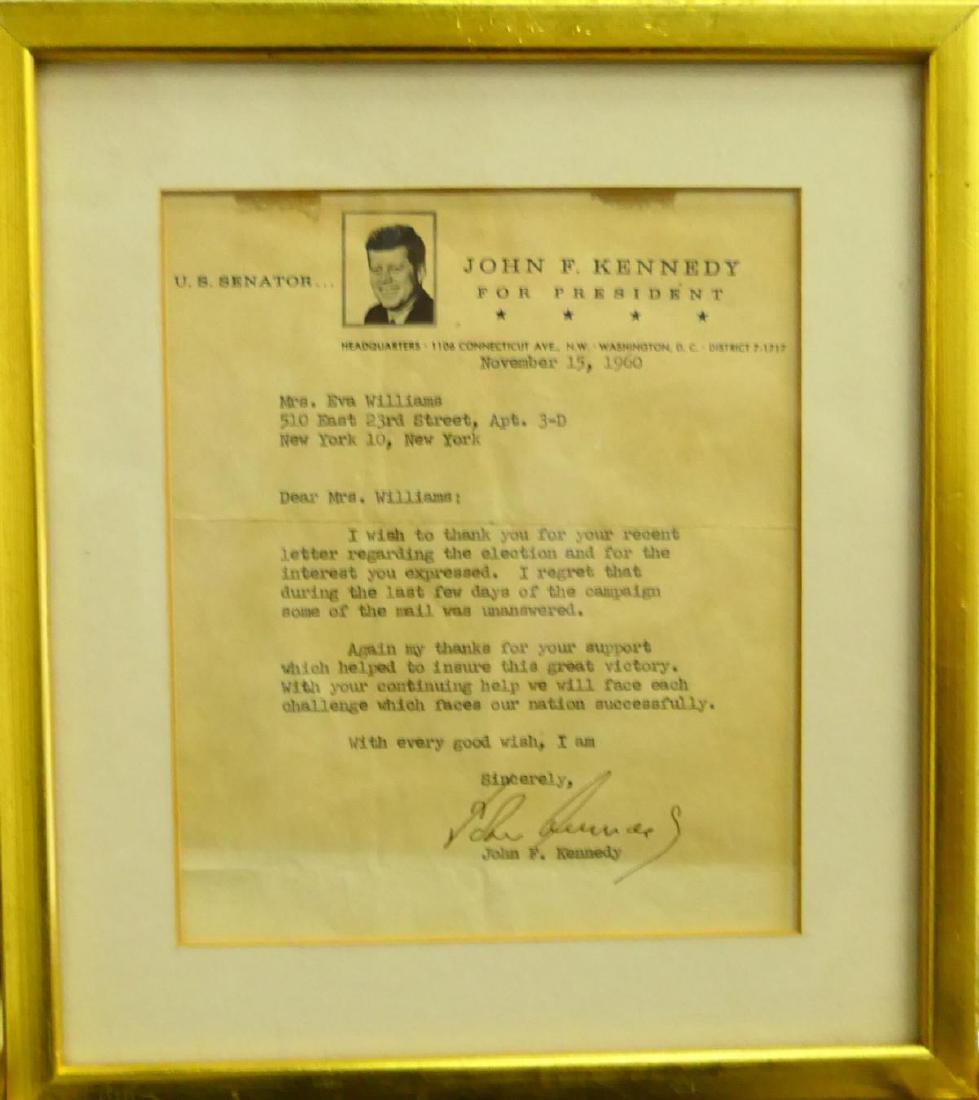 U. S. SENATOR...
JOHN F. KENNEDY
FOR PRESIDENT
★ ★ ★ ★
HEADQUARTERS · 1106 CONNECTICUT AVE., N.W. · WASHINGTON, D. C. · DISTRICT 7-1717
November 15, 1960
Mrs. Eva Williams
510 East 23rd Street, Apt. 3-D
New York 10, New York
Dear Mrs. Williams:
I wish to thank you for your recent
letter regarding the election and for the
interest you expressed. I regret that
during the last few days of the campaign
some of the mail was unanswered.
Again my thanks for your support
which helped to insure this great victory.
With your continuing help we will face each
challenge which faces our nation successfully.
With every good wish, I am
Sincerely,
John Kennedy
John F. Kennedy